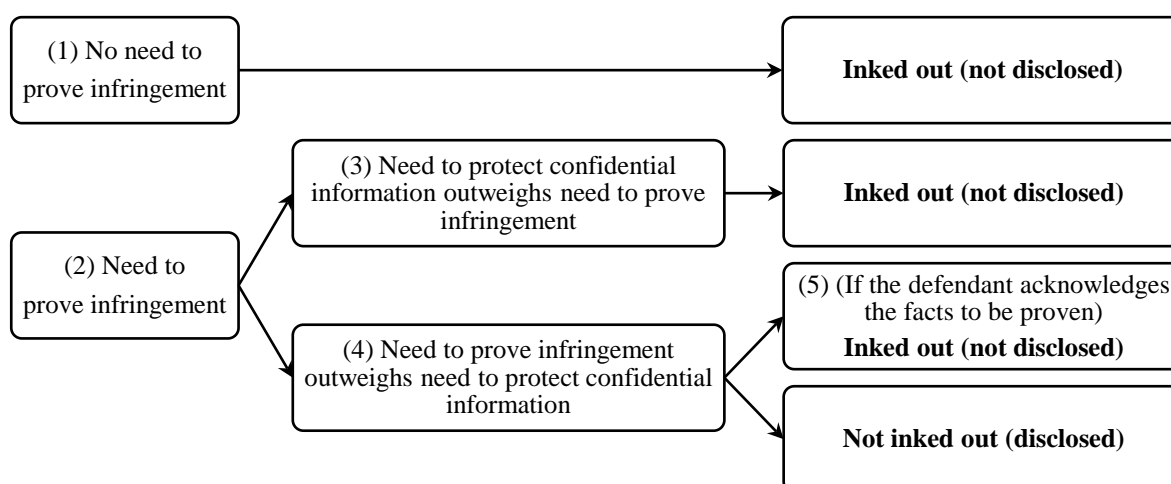 (1) No need to
prove infringement
Inked out (not disclosed)
(3) Need to protect confidential
information outweighs need to prove
infringement
Inked out (not disclosed)
(2) Need to
prove infringement
(4) Need to prove infringement
outweighs need to protect confidential
information
(5) (If the defendant acknowledges
the facts to be proven)
Inked out (not disclosed)
Not inked out (disclosed)